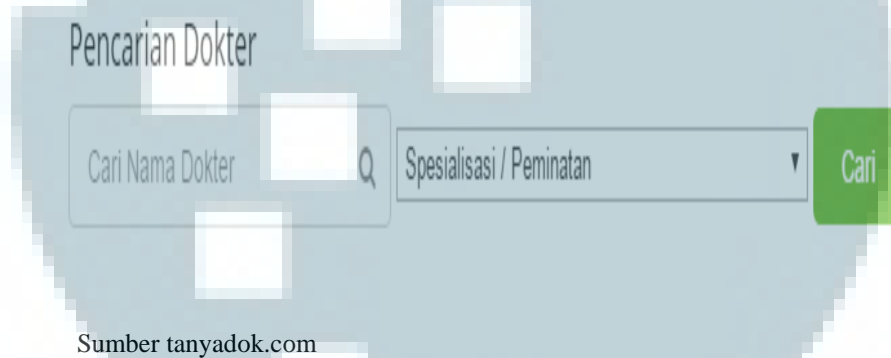 Pencarian Dokter
Cari Nama Dokter Spesialisasi / Peminatan Cari
Sumber tanyadok.com